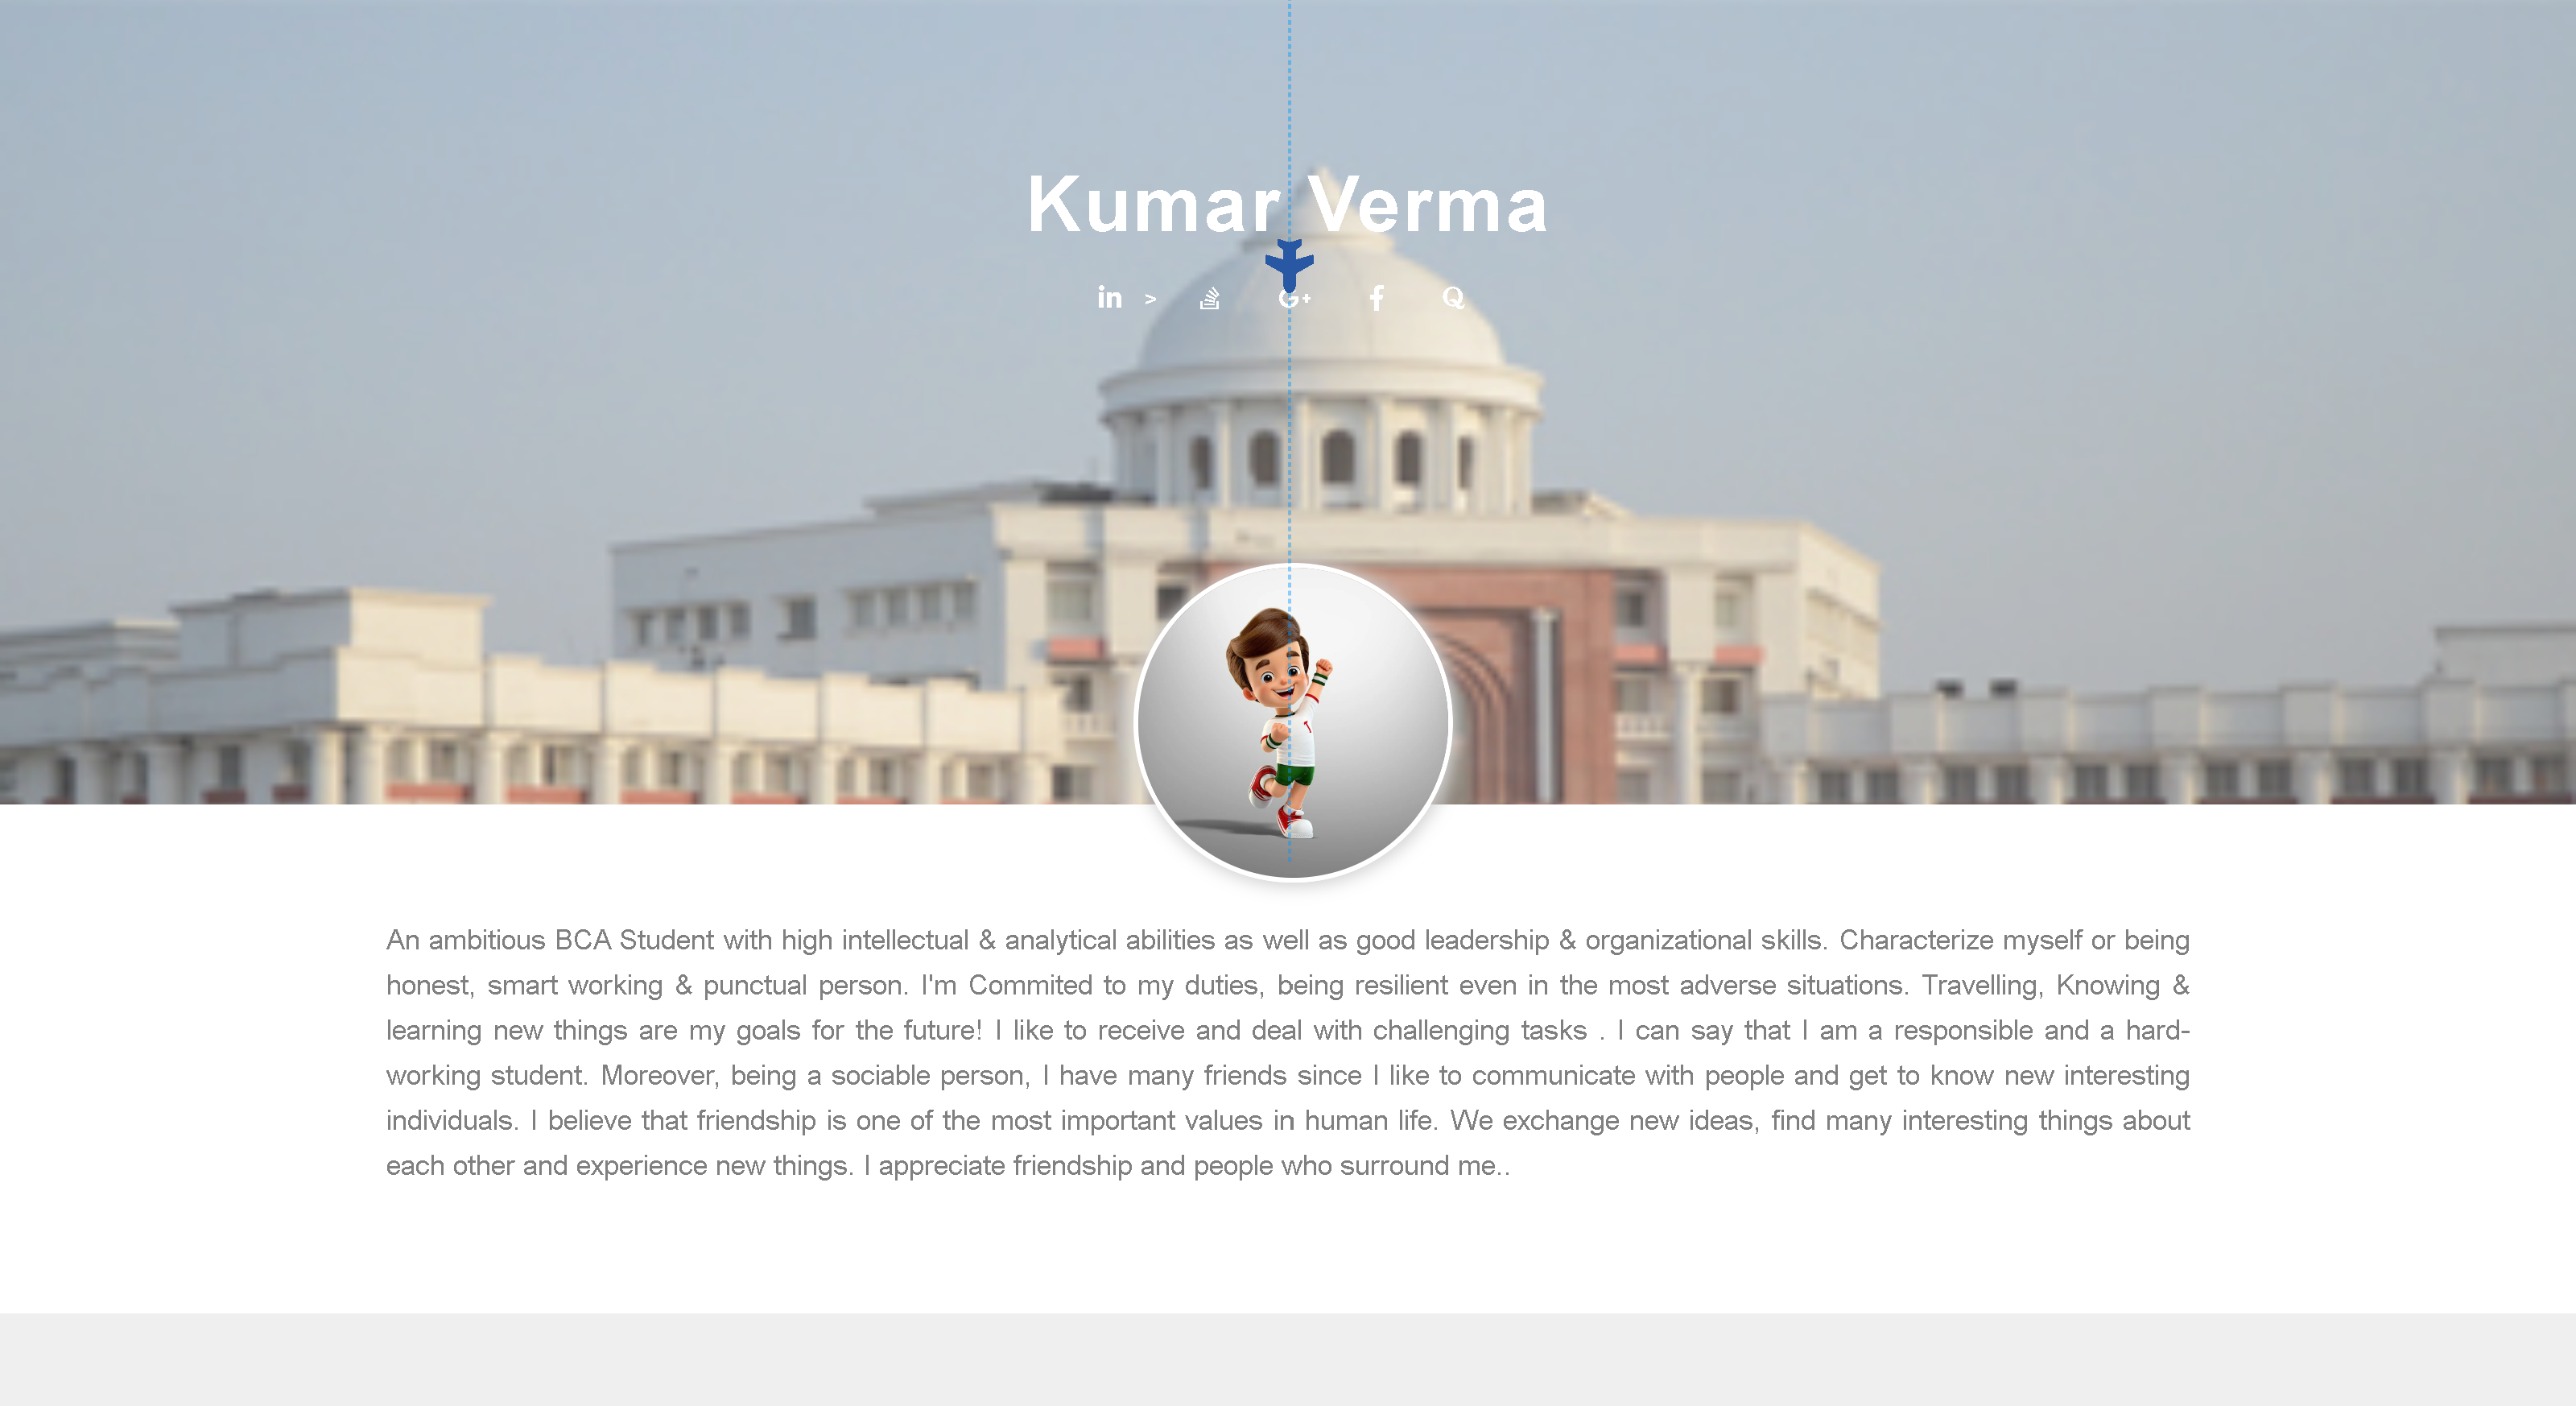 Kumar Verma
in > G+ f Q
An ambitious BCA Student with high intellectual & analytical abilities as well as good leadership & organizational skills. Characterize myself or being
honest, smart working & punctual person. I'm Commited to my duties, being resilient even in the most adverse situations. Travelling, Knowing &
learning new things are my goals for the future! I like to receive and deal with challenging tasks . I can say that I am a responsible and a hard-
working student. Moreover, being a sociable person, I have many friends since I like to communicate with people and get to know new interesting
individuals. I believe that friendship is one of the most important values in human life. We exchange new ideas, find many interesting things about
each other and experience new things. I appreciate friendship and people who surround me..